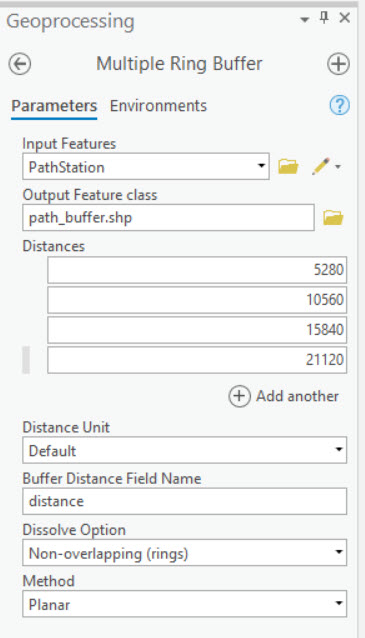 Geoprocessing
Multiple Ring Buffer
Parameters Environments
Input Features
PathStation
Output Feature class
path_buffer.shp
Distances
5280
10560
15840
21120
Add another
Distance Unit
Default
Buffer Distance Field Name
distance
Dissolve Option
Non-overlapping (rings)
Method
Planar